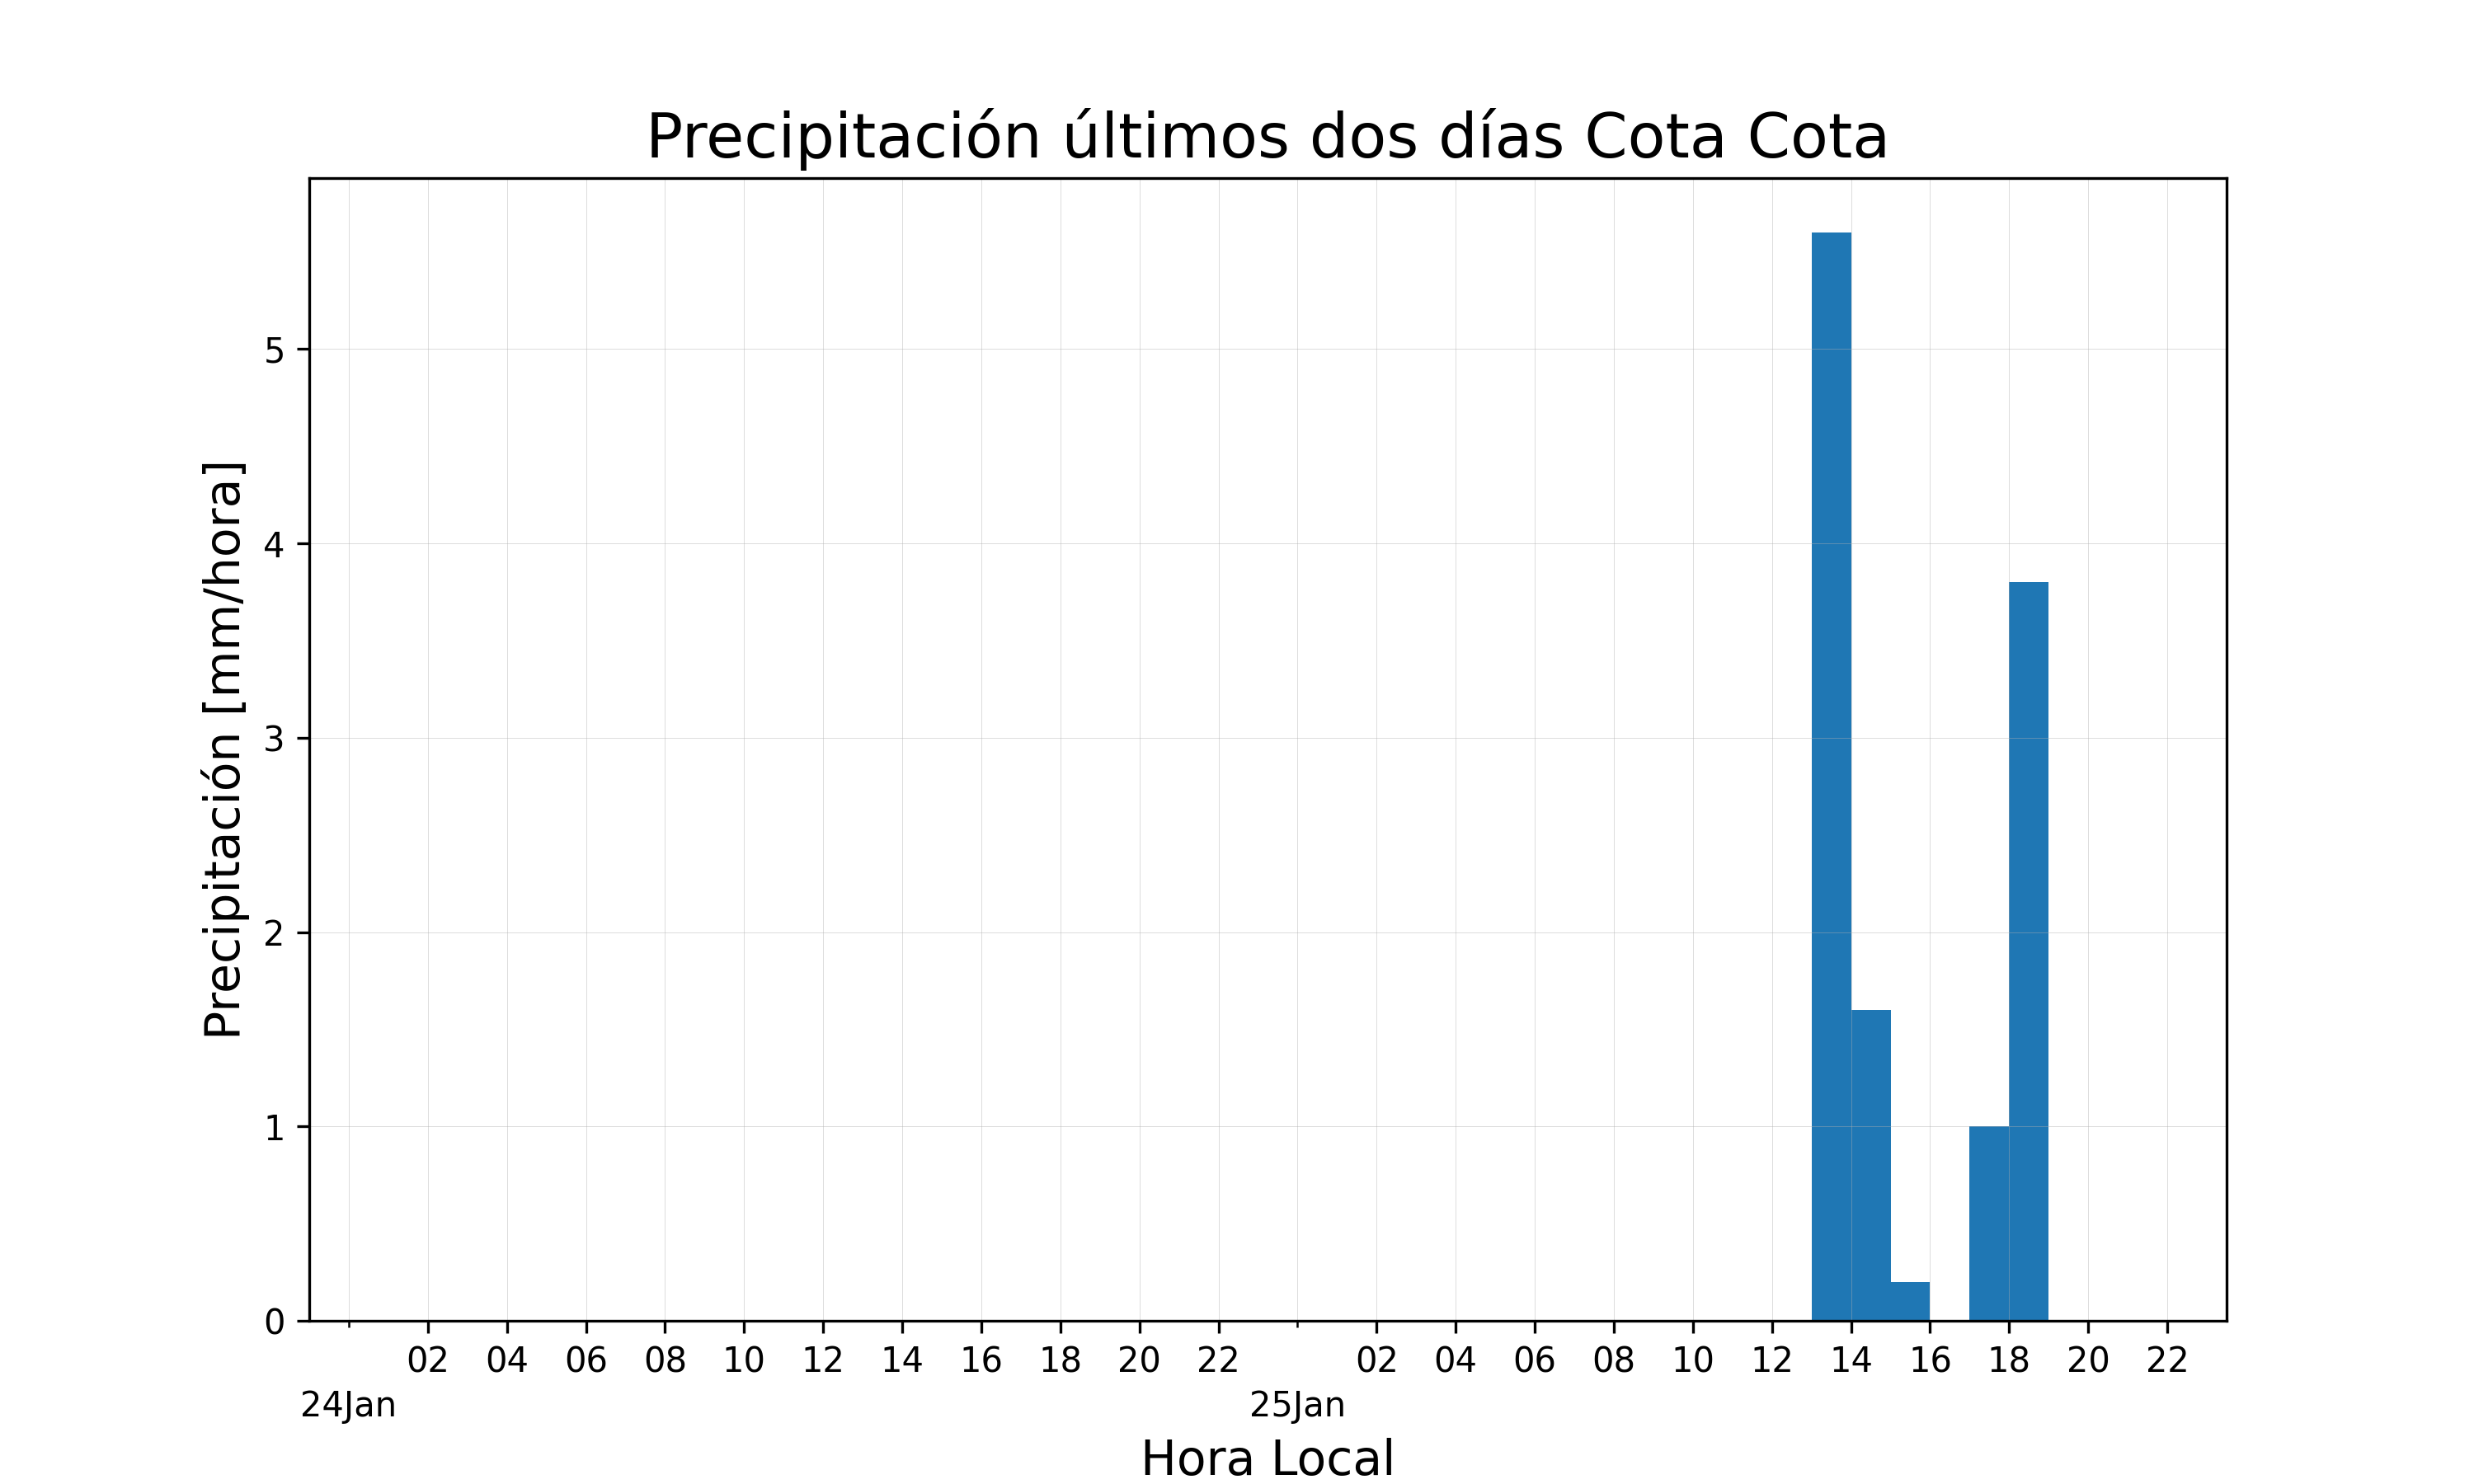 Precipitación últimos dos días Cota Cota
Precipitación [mm/hora]
5
4
3
2
1
0
02 04 06 08 10 12 14 16 18 20 22 02 04 06 08 10 12 14 16 18 20 22
24Jan 25Jan
Hora Local